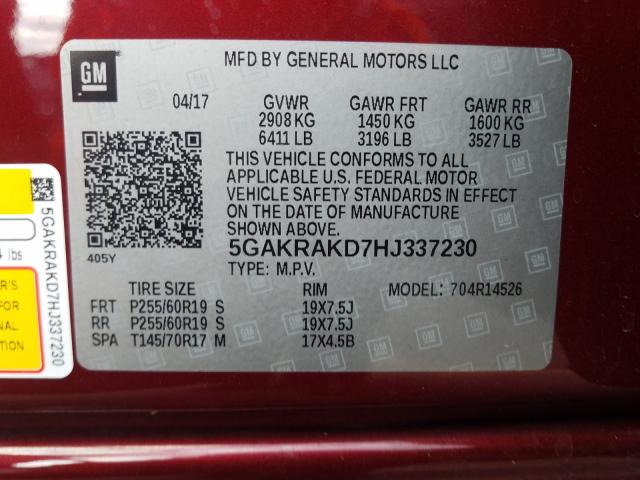 GM
MFD BY GENERAL MOTORS LLC
04/17 GVWR GAWR FRT GAWR RR
2908 KG 1450 KG 1600 KG
6411 LB 3196 LB 3527 LB
THIS VEHICLE CONFORMS TO ALL
APPLICABLE U.S. FEDERAL MOTOR
VEHICLE SAFETY STANDARDS IN EFFECT
ON THE DATE OF MANUFACTURE
SHOWN ABOVE.
405Y 5GAKRAKD7HJ337230
TYPE: M.P.V.
TIRE SIZE RIM MODEL: 704R14526
FRT P255/60R19 S 19X7.5J
RR P255/60R19 S 19X7.5J
SPA T145/70R17 M 17X4.5B
5GAKRAKD7HJ337230
lbs